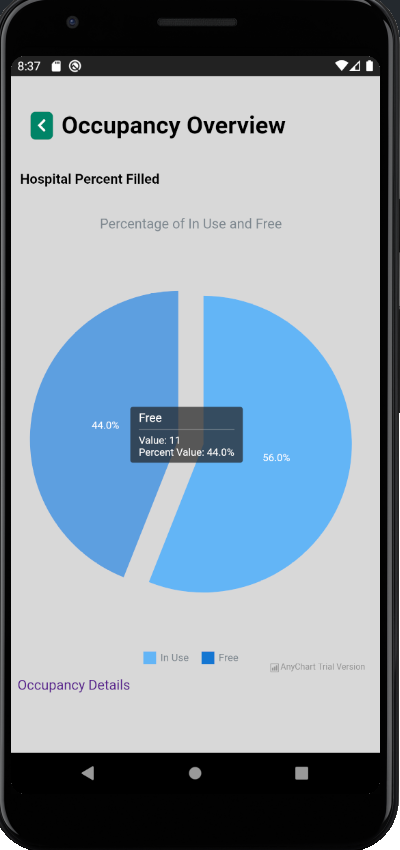 8:37
Occupancy Overview
Hospital Percent Filled
Percentage of In Use and Free
44.0%
Free
Value: 11
Percent Value: 44.0%
56.0%
In Use Free
AnyChart Trial Version
Occupancy Details